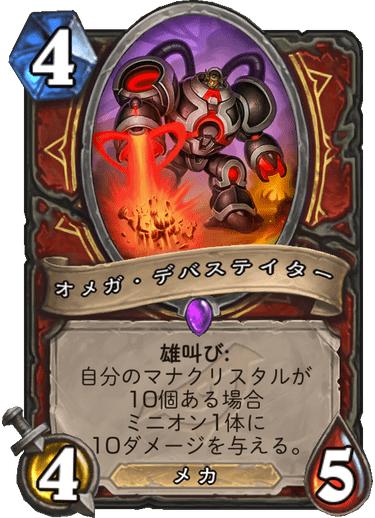 4
オメガ・デバステイター
雄叫び:
自分のマナクリスタルが
10個ある場合
ミニオン1体に
10ダメージを与える。
メカ
4
5